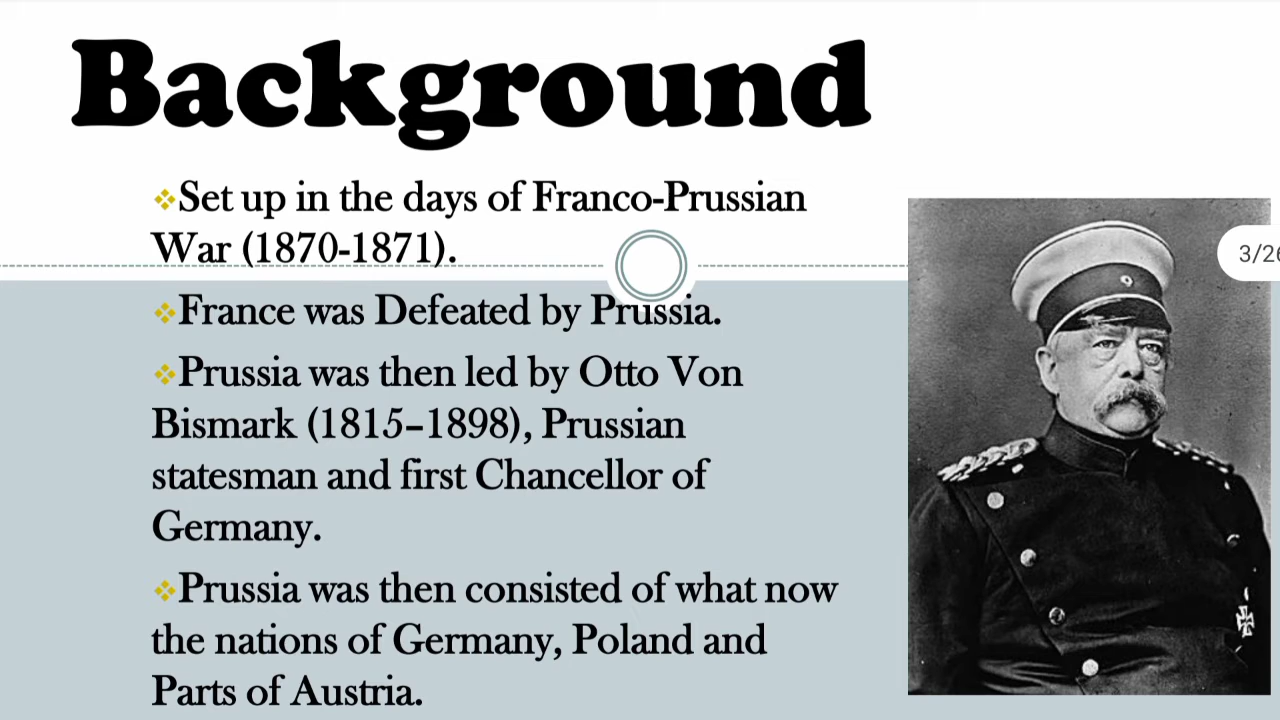 Background
❖Set up in the days of Franco-Prussian
War (1870-1871).
❖France was Defeated by Prussia.
❖Prussia was then led by Otto Von
Bismark (1815–1898), Prussian
statesman and first Chancellor of
Germany.
❖Prussia was then consisted of what now
the nations of Germany, Poland and
Parts of Austria.
3/26